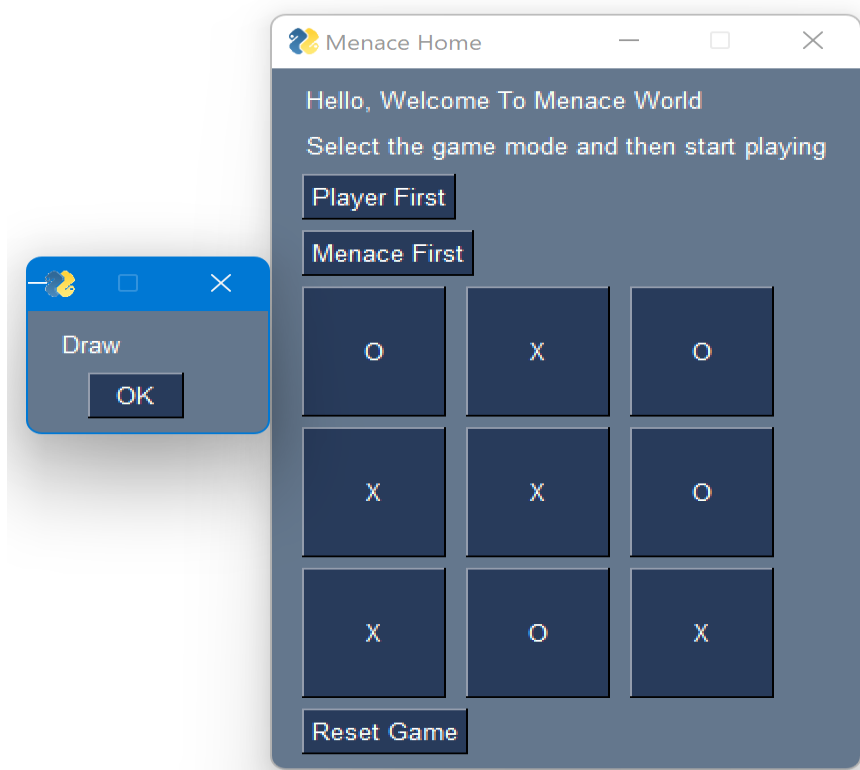 Menace Home
Hello, Welcome To Menace World
Select the game mode and then start playing
Player First
Menace First
Draw
OK
O X O
X X O
X O X
Reset Game